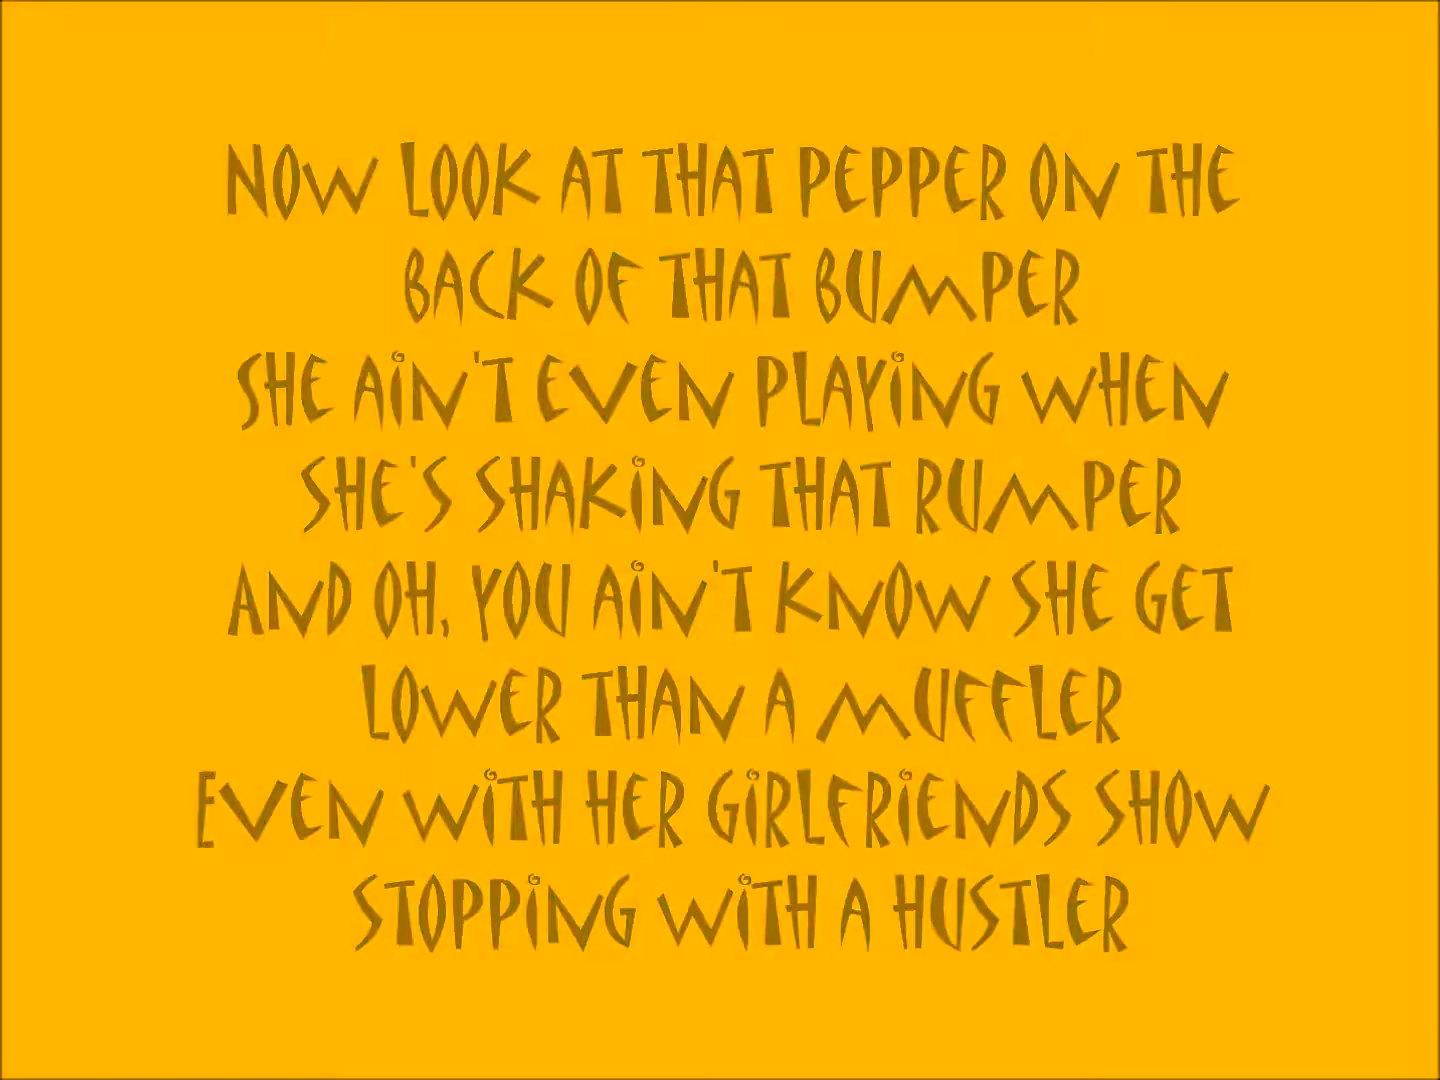 NOW LOOK AT THAT PEPPER ON THE
BACK OF THAT BUMPER
SHE AIN'T EVEN PLAYING WHEN
SHE'S SHAKING THAT RUMPER
AND OH, YOU AIN'T KNOW SHE GET
LOWER THAN A MUFFLER
EVEN WITH HER GIRLFRIENDS SHOW
STOPPING WITH A HUSTLER